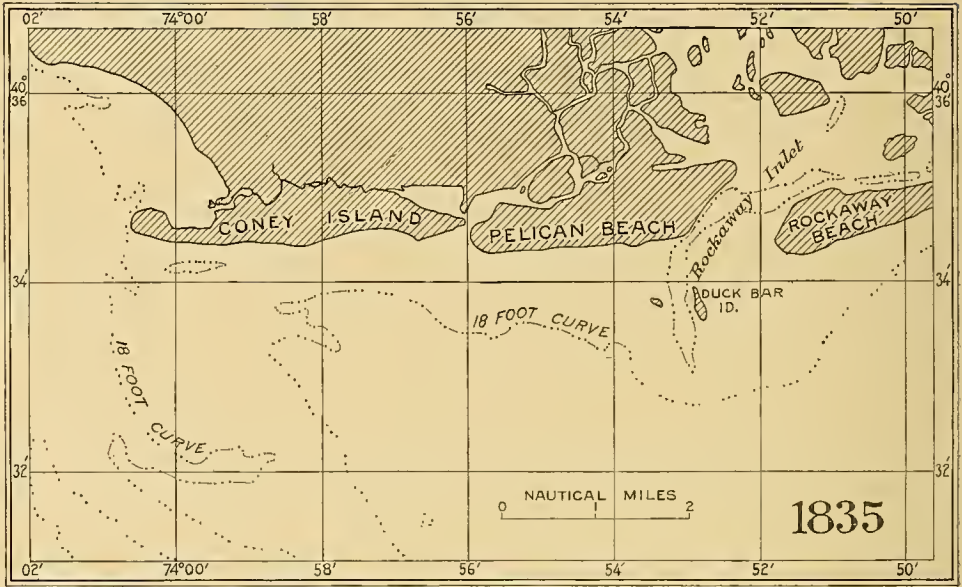 02' 74°00' 58' 56' 54' 52' 50'
40° 36'
40° 36'
Rockaway Inlet
CONEY ISLAND
PELICAN BEACH
ROCKAWAY
BEACH
34'
34'
DUCK BAR
ID.
18 FOOT CURVE
18 FOOT CURVE
32'
32'
NAUTICAL MILES
0 1 2
1835
02' 74°00' 58' 56' 54' 52' 50'